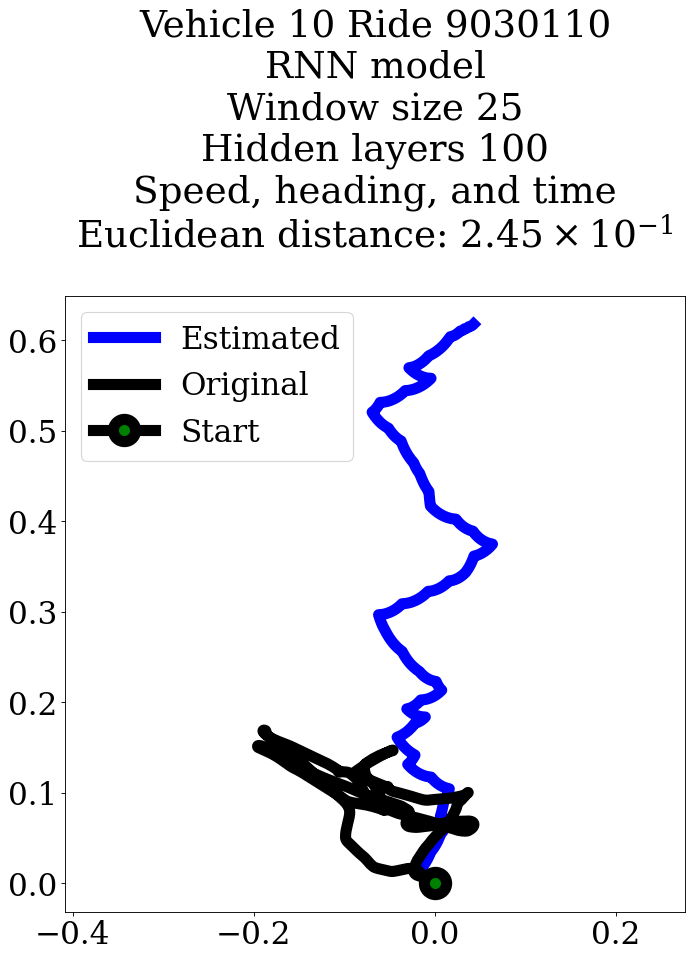 Vehicle 10 Ride 9030110
RNN model
Window size 25
Hidden layers 100
Speed, heading, and time
Euclidean distance: 2.45 × 10⁻¹
Estimated
Original
Start
0.6
0.5
0.4
0.3
0.2
0.1
0.0
−0.4 −0.2 0.0 0.2